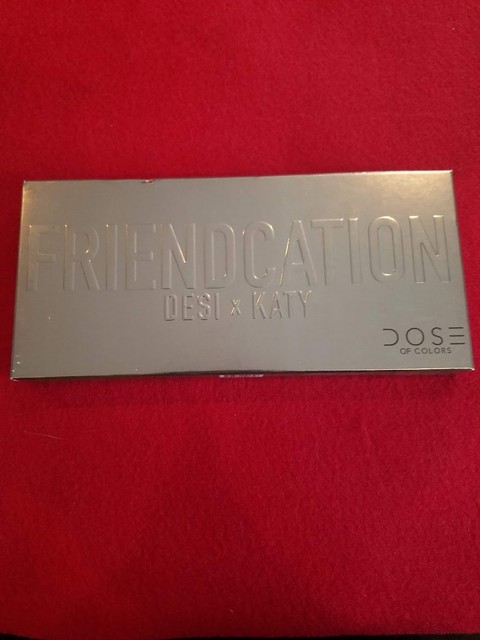 FRIENDCATION
DESI x KATY
DOSE
OF COLORS